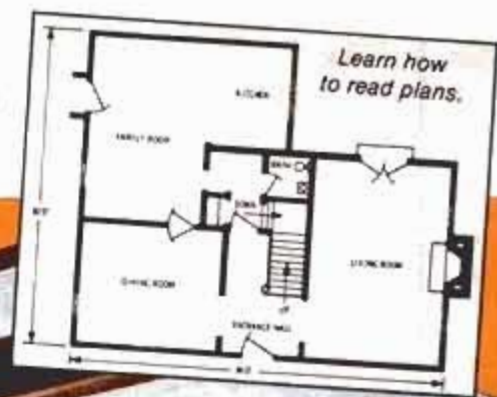 Learn how
to read plans.
KITCHEN
FAMILY ROOM
BATH
DOWN
LIVING ROOM
DINING ROOM
UP
ENTRANCE HALL